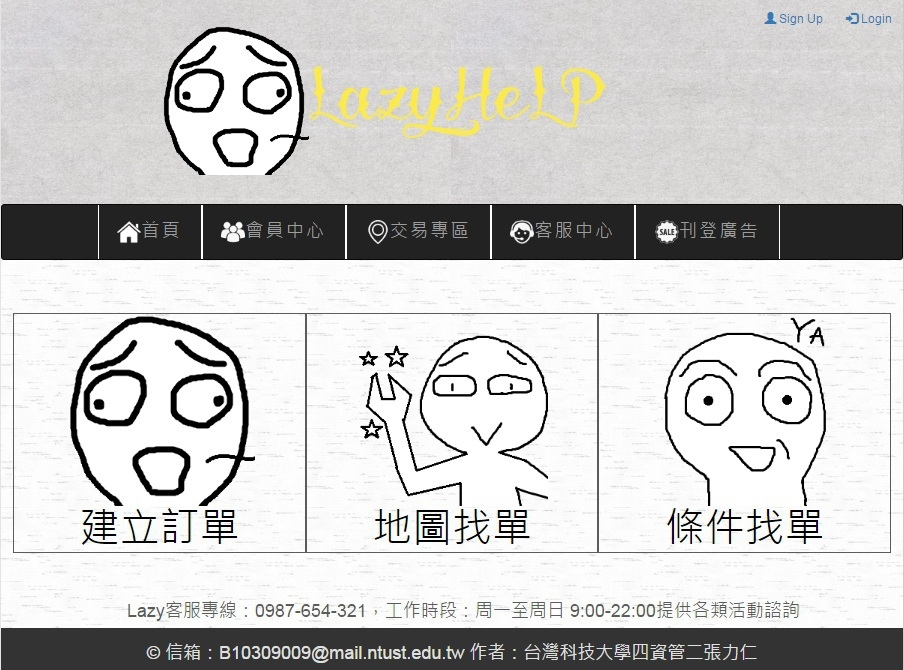 Sign Up Login
LazyHeLP
首頁 會員中心 交易專區 客服中心 SALE 刊登廣告
YA
建立訂單 地圖找單 條件找單
Lazy客服專線：0987-654-321，工作時段：周一至周日 9:00-22:00提供各類活動諮詢
© 信箱：B10309009@mail.ntust.edu.tw 作者：台灣科技大學四資管二張力仁